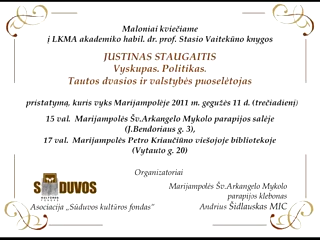 Maloniai kviečiame
į LKMA akademiko habil. dr. prof. Stasio Vaitekūno knygos
JUSTINAS STAUGAITIS
Vyskupas. Politikas.
Tautos dvasios ir valstybės puoselėtojas
pristatymą, kuris vyks Marijampolėje 2011 m. gegužės 11 d. (trečiadienį)
15 val. Marijampolės Šv.Arkangelo Mykolo parapijos salėje
(J.Bendoriaus g. 3),
17 val. Marijampolės Petro Kriaučiūno viešojoje bibliotekoje
(Vytauto g. 20)
Organizatoriai
SŪDUVOS
Asociacija „Sūduvos kultūros fondas"
Marijampolės Šv.Arkangelo Mykolo
parapijos klebonas
Andrius Šidlauskas MIC